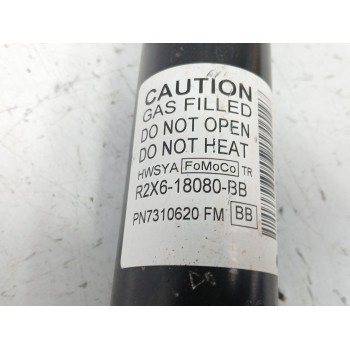 CAUTION
GAS FILLED
DO NOT OPEN
DO NOT HEAT
HWSYA FoMoCo TR
R2X6-18080-BB
PN7310620 FM BB